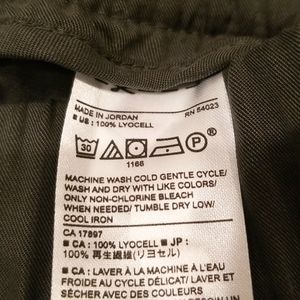 MADE IN JORDAN RN 54023
■ US : 100% LYOCELL
30 P
1166
MACHINE WASH COLD GENTLE CYCLE/
WASH AND DRY WITH LIKE COLORS/
ONLY NON-CHLORINE BLEACH
WHEN NEEDED/ TUMBLE DRY LOW/
COOL IRON
CA 17897
■ CA : 100% LYOCELL ■ JP :
100% 再生繊維(リヨセル)
■ CA : LAVER À LA MACHINE À L'EAU
FROIDE AU CYCLE DÉLICAT/ LAVER ET
SÉCHER AVEC DES COULEURS